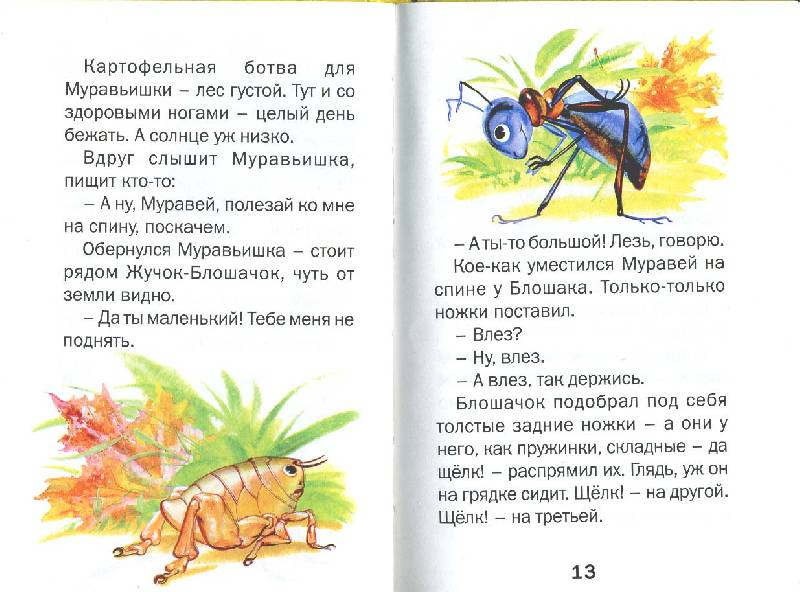 Картофельная ботва для
Муравьишки – лес густой. Тут и со
здоровыми ногами – целый день
бежать. А солнце уж низко.
Вдруг слышит Муравьишка,
пищит кто-то:
– А ну, Муравей, полезай ко мне
на спину, поскачем.
Обернулся Муравьишка – стоит
рядом Жучок-Блошачок, чуть от
земли видно.
– Да ты маленький! Тебе меня не
поднять.
– А ты-то большой! Лезь, говорю.
Кое-как уместился Муравей на
спине у Блошака. Только-только
ножки поставил.
– Влез?
– Ну, влез.
– А влез, так держись.
Блошачок подобрал под себя
толстые задние ножки – а они у
него, как пружинки, складные – да
щёлк! – распрямил их. Глядь, уж он
на грядке сидит. Щёлк! – на другой.
Щёлк! – на третьей.
13